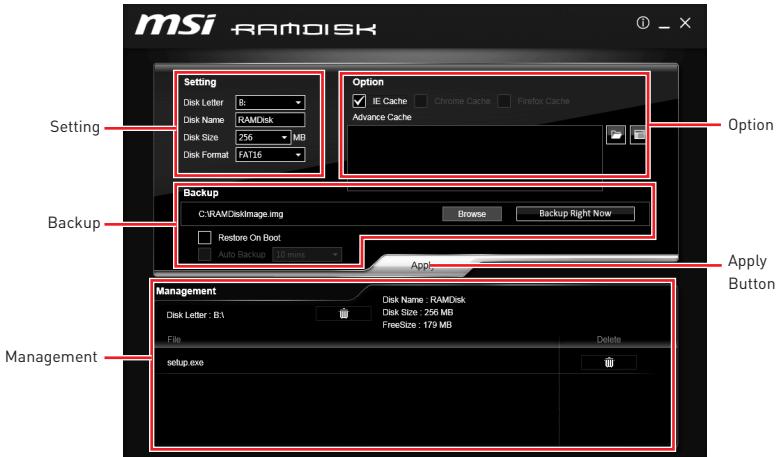 msi RAMDISK
Setting
Disk Letter B:
Disk Name RAMDisk
Disk Size 256 MB
Disk Format FAT16
Option
IE Cache Chrome Cache Firefox Cache
Advance Cache
Backup
C:\RAMDiskImage.img Browse Backup Right Now
Restore On Boot
Auto Backup 10 mins
Apply
Management
Disk Letter : B:\
Disk Name : RAMDisk
Disk Size : 256 MB
FreeSize : 179 MB
File Delete
setup.exe
Setting
Backup
Management
Option
Apply
Button